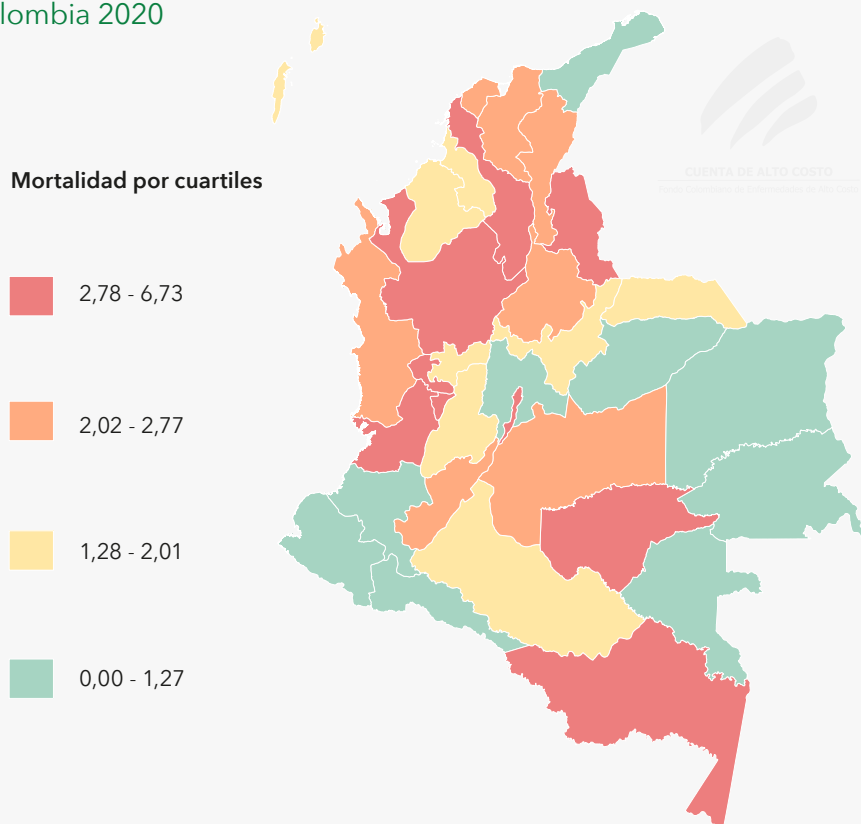 lombia 2020
CUENTA DE ALTO COSTO
Mortalidad por cuartiles
2,78 - 6,73
2,02 - 2,77
1,28 - 2,01
0,00 - 1,27